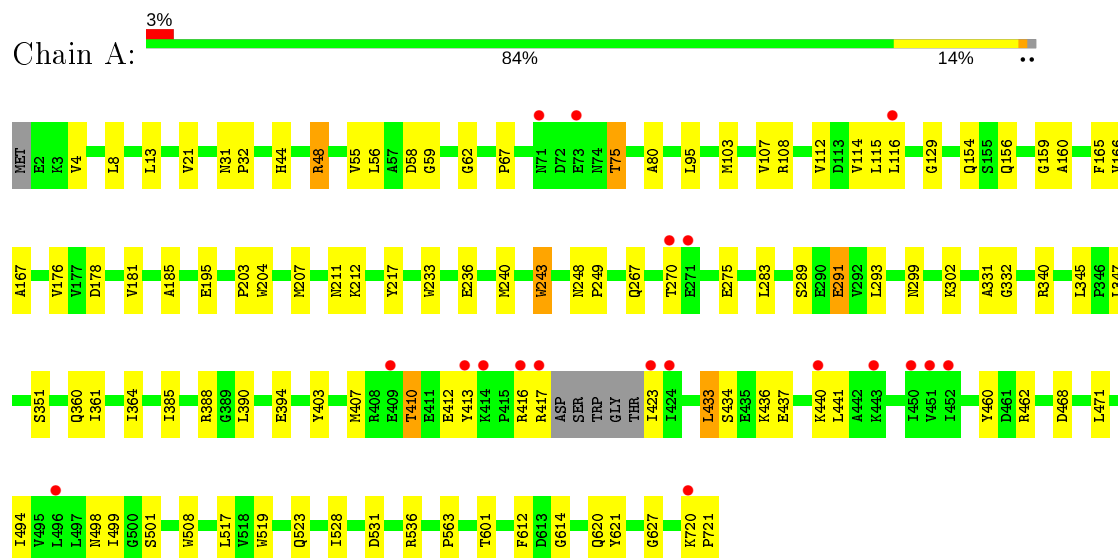 3%
Chain A:
84% 14% ••
MET E2 K3 V4 L8 L13 V21 N31 P32 H44 R48 V55 L56 A57 D58 G59 G62 P67 N71 D72 E73 N74 T75 A80 L95 M103 V107 R108 V112 D113 V114 L115 L116 G129 Q154 S155 Q156 G159 A160 F165 V166
A167 V176 V177 D178 V181 A185 E195 P203 W204 M207 N211 K212 Y217 W233 E236 M240 W243 N248 P249 Q267 T270 E271 E275 L283 S289 E290 E291 V292 L293 N299 K302 A331 G332 R340 L345 P346 L347
S351 Q360 I361 I364 I385 R388 G389 L390 E394 Y403 M407 R408 E409 T410 E411 E412 Y413 K414 P415 R416 R417 ASP SER TRP GLY THR I423 I424 L433 S434 E435 K436 E437 K440 L441 A442 K443 I450 V451 I452 Y460 D461 R462 D468 L471
I494 V495 L496 L497 N498 I499 G500 S501 W508 L517 V518 W519 Q523 I528 D531 R536 P563 T601 F612 D613 G614 Q620 Y621 G627 K720 P721